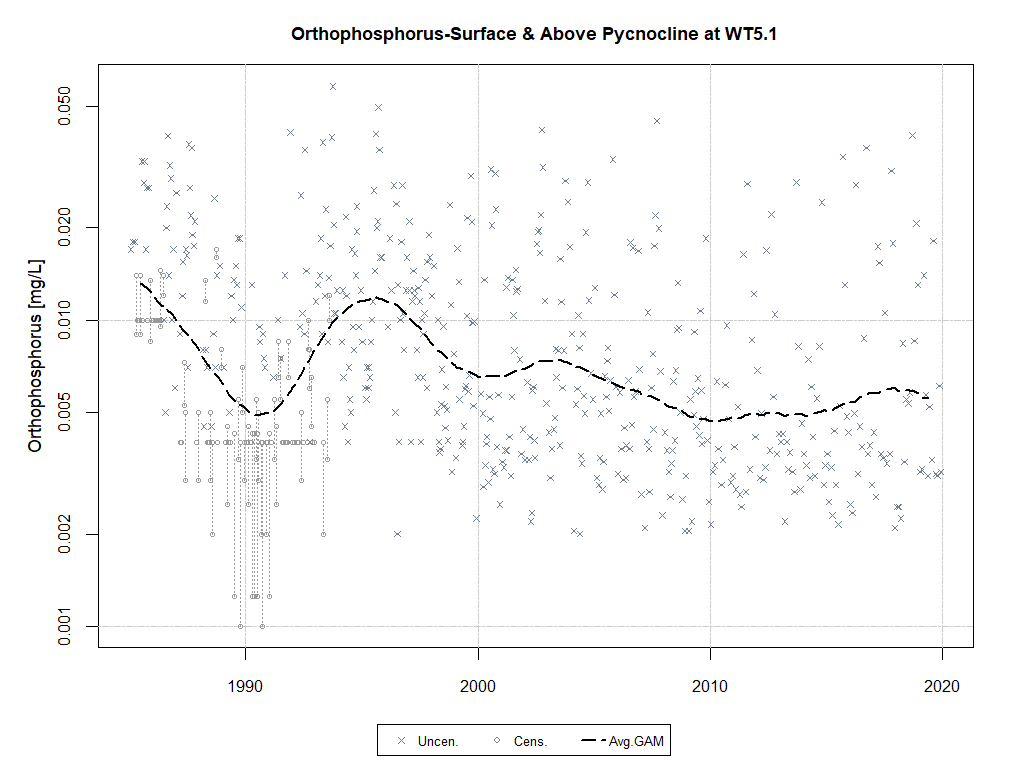 Orthophosphorus-Surface & Above Pycnocline at WT5.1
Orthophosphorus [mg/L]
0.050
0.020
0.010
0.005
0.002
0.001
1990 2000 2010 2020
Uncen. Cens. Avg.GAM